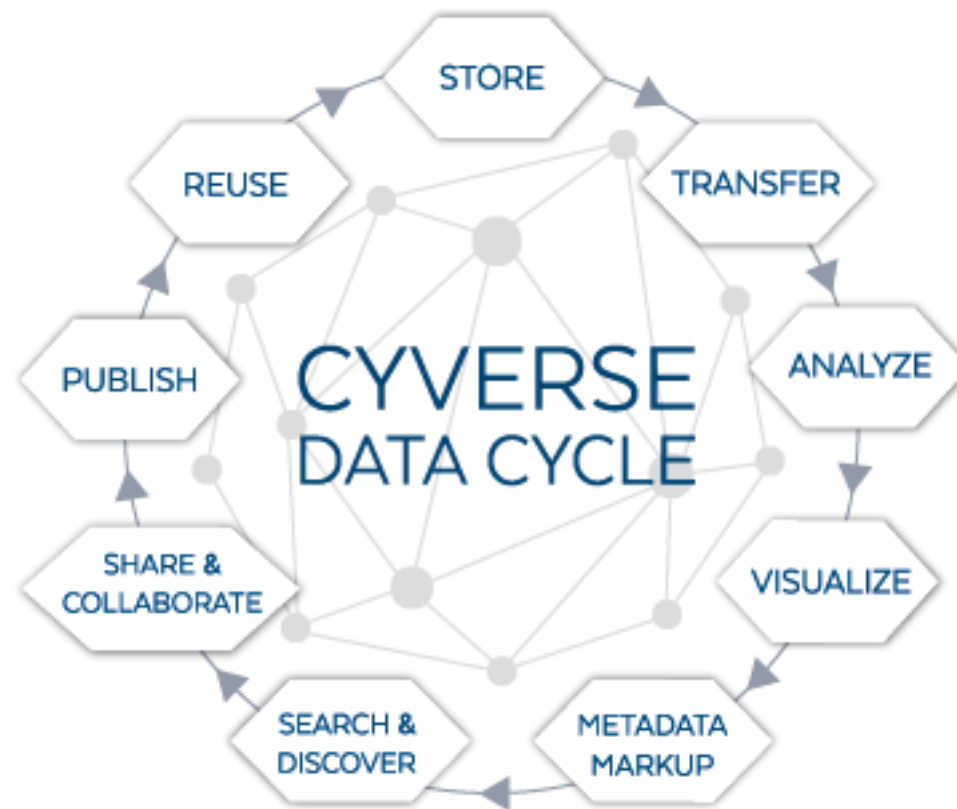 STORE
TRANSFER
ANALYZE
VISUALIZE
METADATA
MARKUP
SEARCH &
DISCOVER
SHARE &
COLLABORATE
PUBLISH
REUSE
CYVERSE
DATA CYCLE